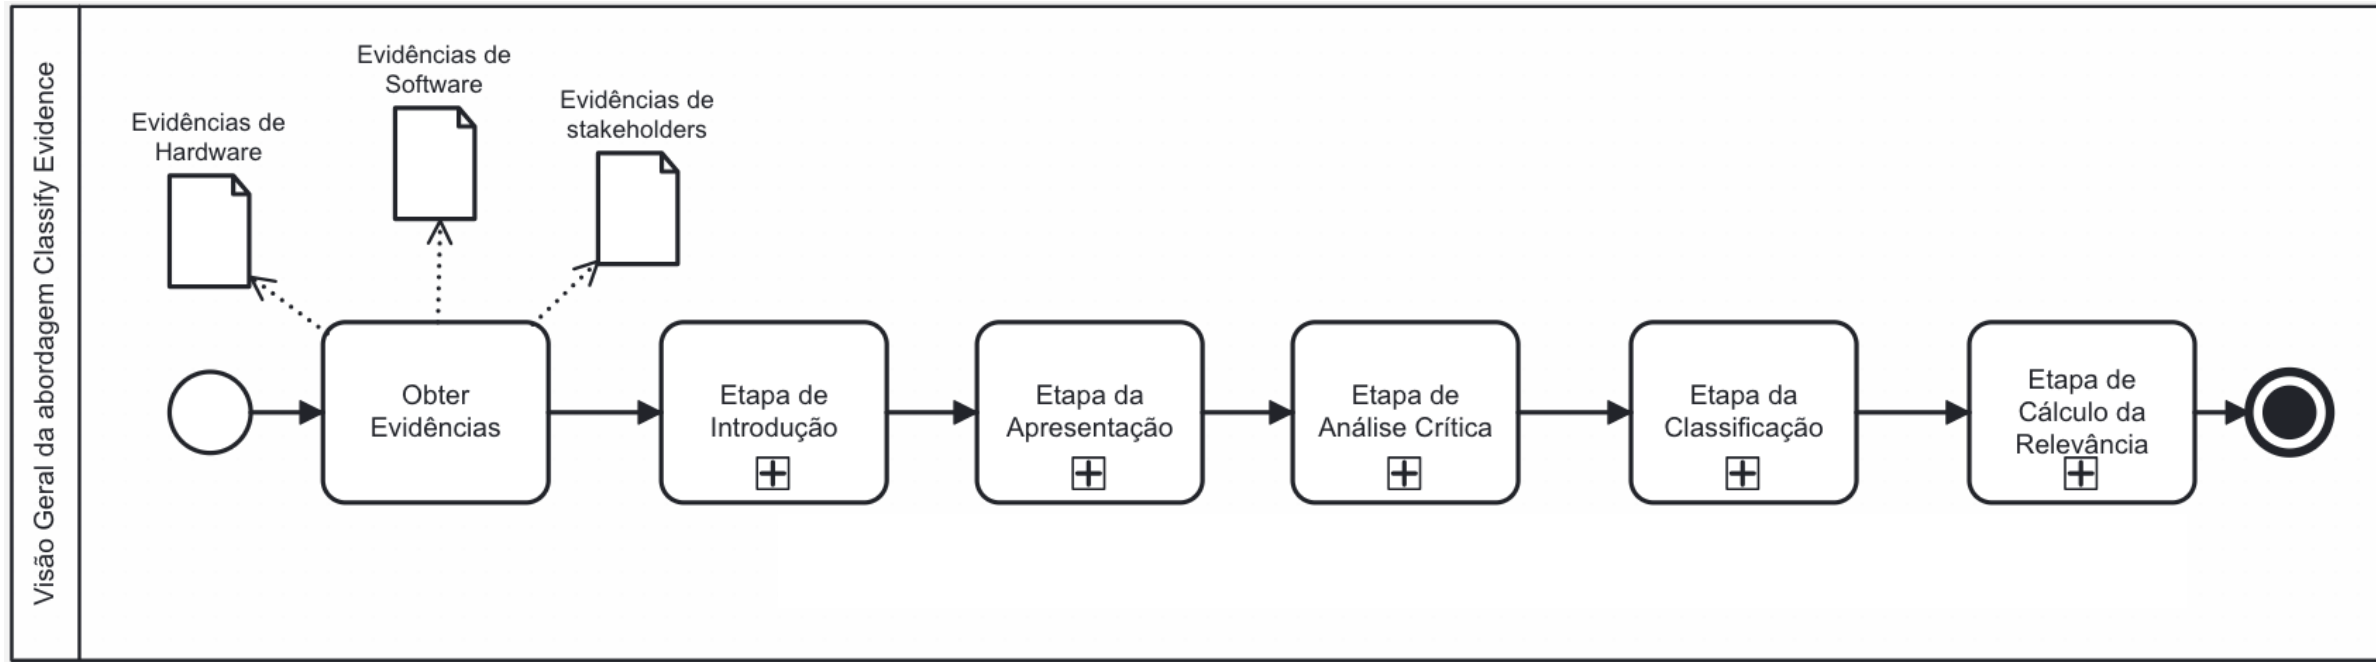 Visão Geral da abordagem Classify Evidence
Evidências de
Hardware
Evidências de
Software
Evidências de
stakeholders
Obter
Evidências
Etapa de
Introdução
Etapa da
Apresentação
Etapa de
Análise Crítica
Etapa da
Classificação
Etapa de
Cálculo da
Relevância